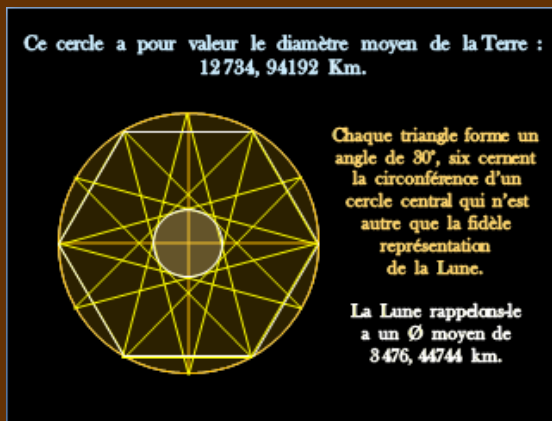 Ce cercle a pour valeur le diamètre moyen de la Terre :
12 734, 94192 Km.
Chaque triangle forme un
angle de 30°, six cernent
la circonférence d'un
cercle central qui n'est
autre que la fidèle
représentation
de la Lune.
La Lune rappelons-le
a un Ø moyen de
3 476, 44744 km.